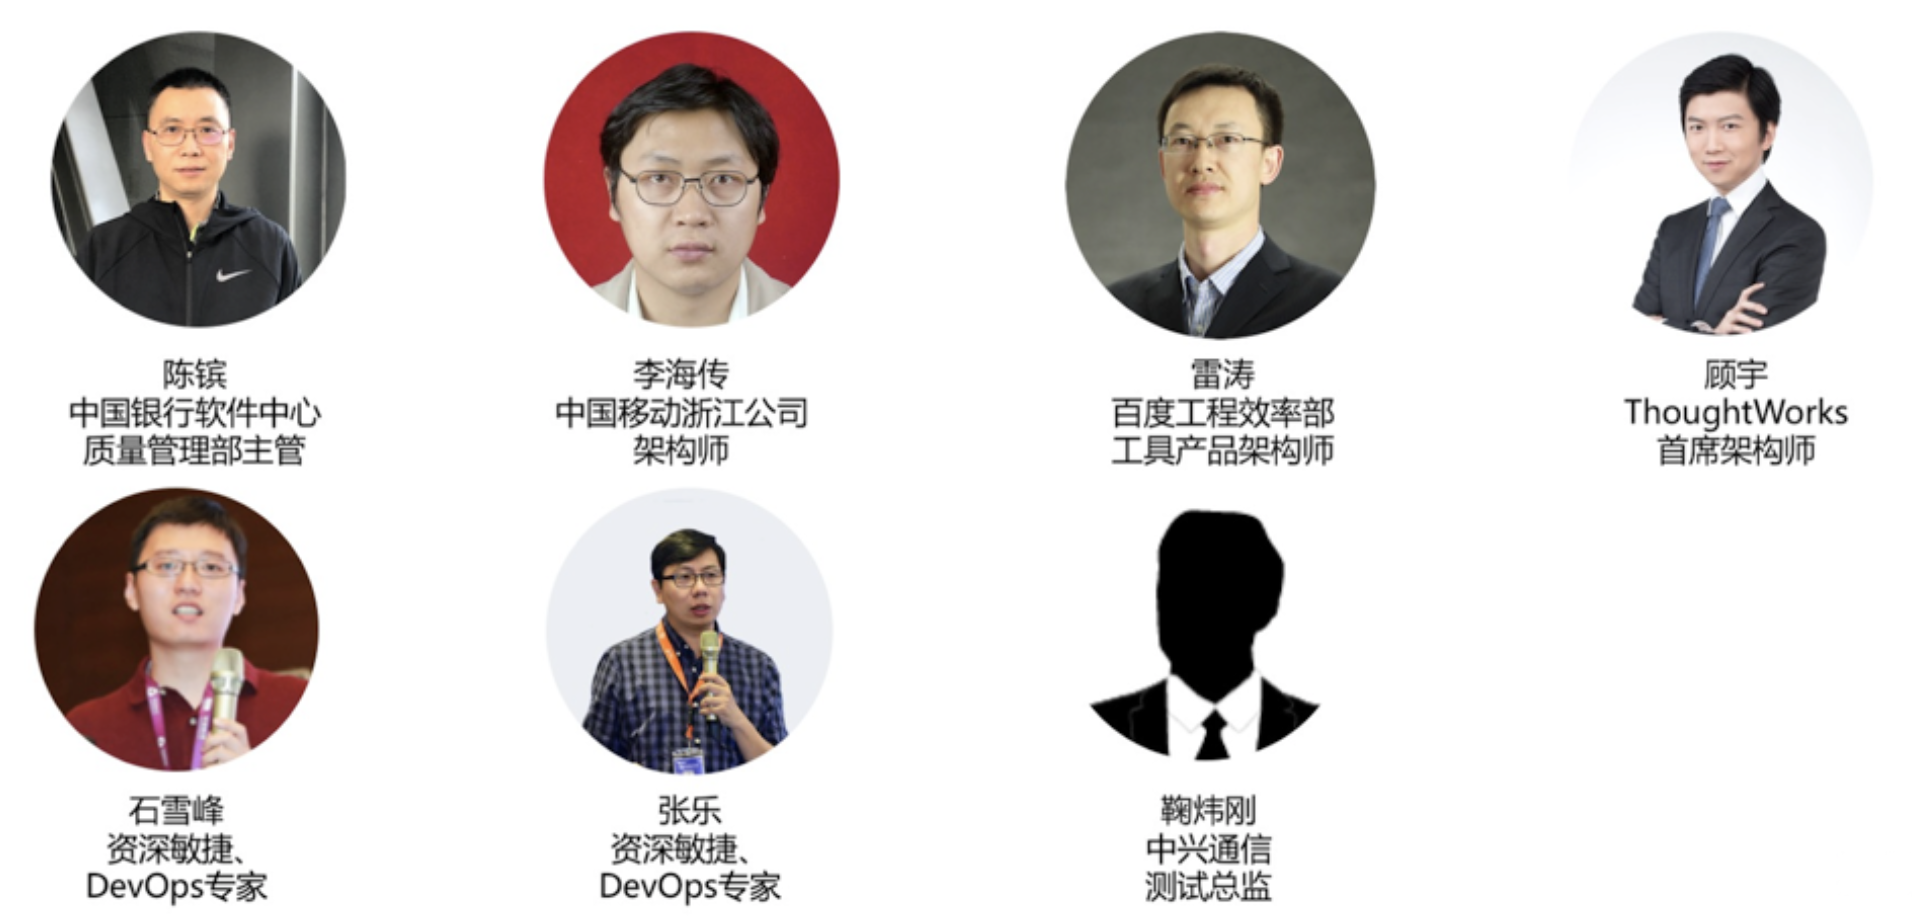 陈镔
中国银行软件中心
质量管理部主管
李海传
中国移动浙江公司
架构师
雷涛
百度工程效率部
工具产品架构师
顾宇
ThoughtWorks
首席架构师
石雪峰
资深敏捷、
DevOps专家
张乐
资深敏捷、
DevOps专家
鞠炜刚
中兴通信
测试总监